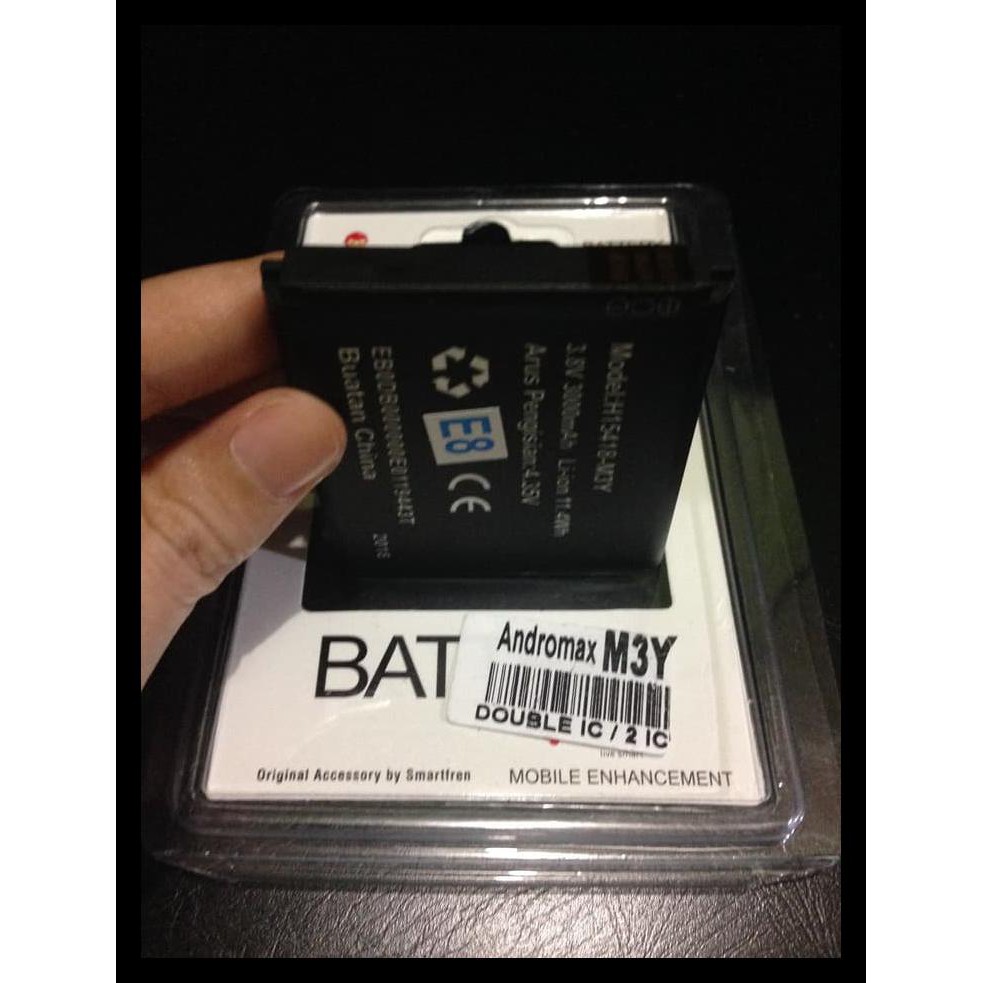 Model:H15418-M3Y
3.8V 3000mAh Li-ion 11.4Wh
Arus Pengisian:4.35V
E8
CE
Buatan China
BAT
Andromax M3Y
DOUBLE IC / 2 IC
Original Accessory by Smartfren
MOBILE ENHANCEMENT